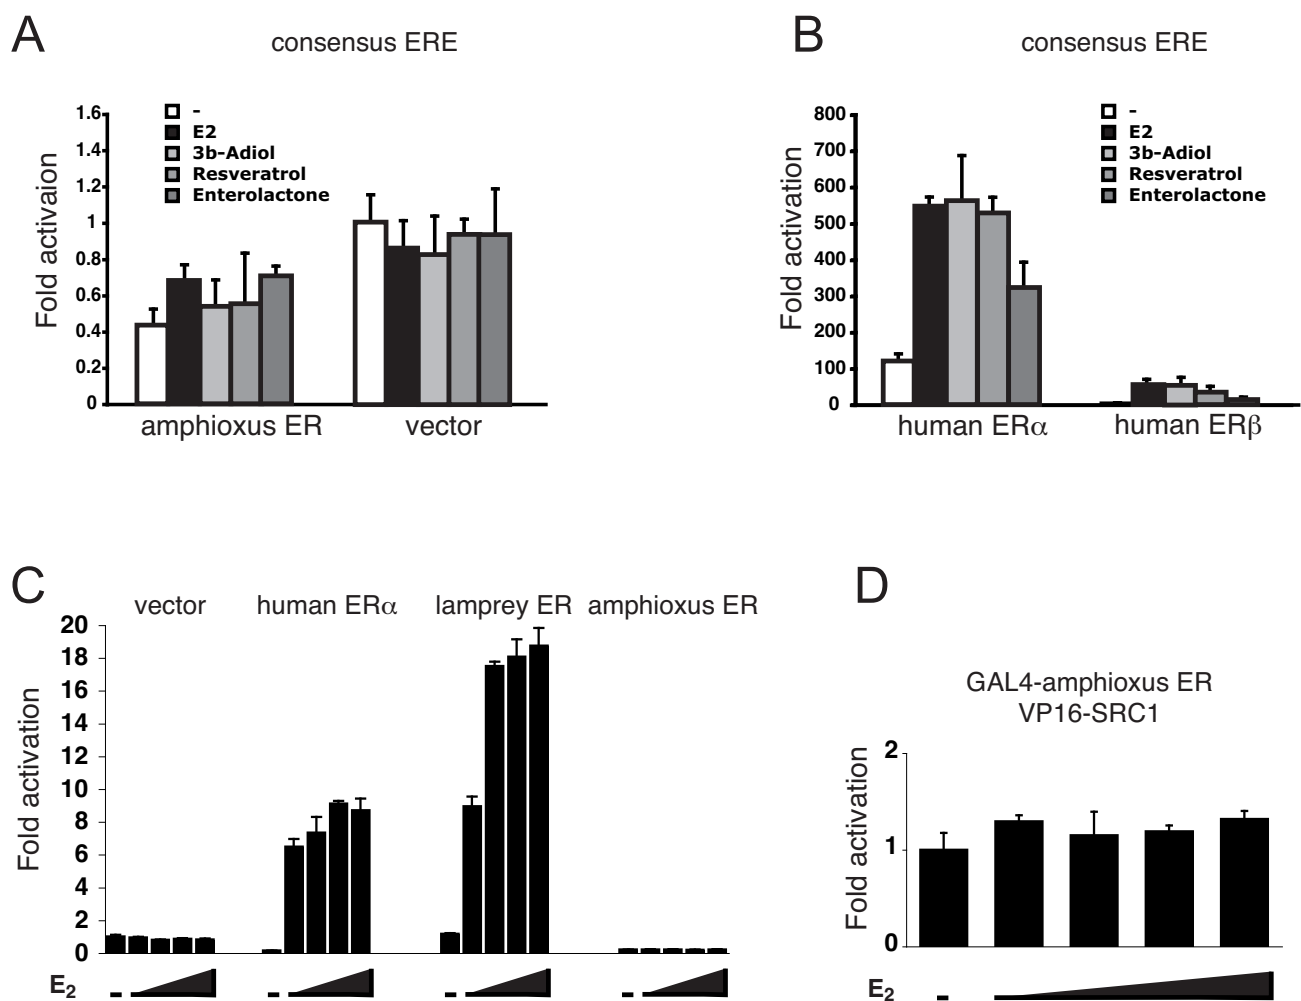 A
consensus ERE
Fold activaion
1.6
1.4
1.2
1
0.8
0.6
0.4
0.2
0
-
E2
3b-Adiol
Resveratrol
Enterolactone
amphioxus ER
vector
B
consensus ERE
Fold activation
800
700
600
500
400
300
200
100
0
-
E2
3b-Adiol
Resveratrol
Enterolactone
human ERα
human ERβ
C
vector
human ERα
lamprey ER
amphioxus ER
Fold activation
20
18
16
14
12
10
8
6
4
2
0
E2
-
-
-
-
D
GAL4-amphioxus ER
VP16-SRC1
Fold activation
2
1
0
E2
-